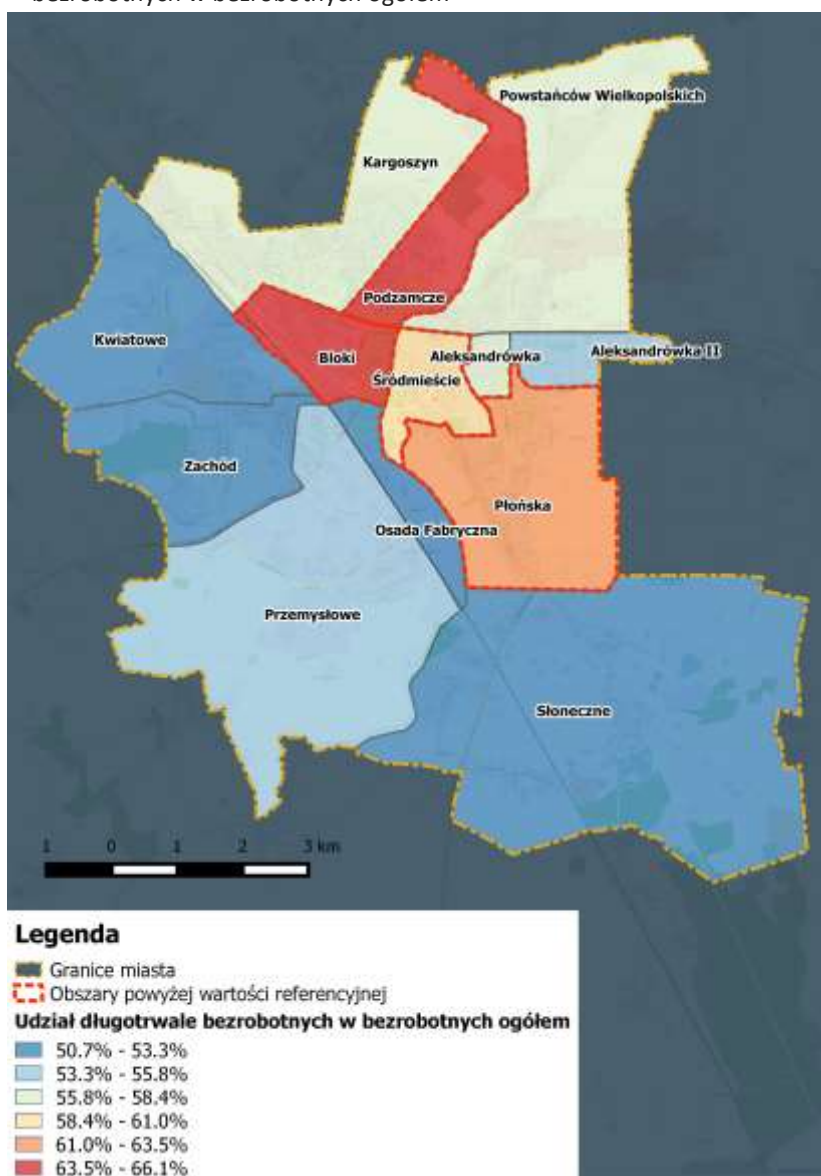 bezrobotnych w bezrobotnych ogółem
Powstańców Wielkopolskich
Kargoszyn
Podzamcze
Kwiatowe
Bloki
Aleksandrówka
Aleksandrówka II
Śródmieście
Zachód
Płońska
Osada Fabryczna
Przemysłowe
Słoneczne
1 0 1 2 3 km
Legenda
Granice miasta
Obszary powyżej wartości referencyjnej
Udział długotrwale bezrobotnych w bezrobotnych ogółem
50.7% - 53.3%
53.3% - 55.8%
55.8% - 58.4%
58.4% - 61.0%
61.0% - 63.5%
63.5% - 66.1%